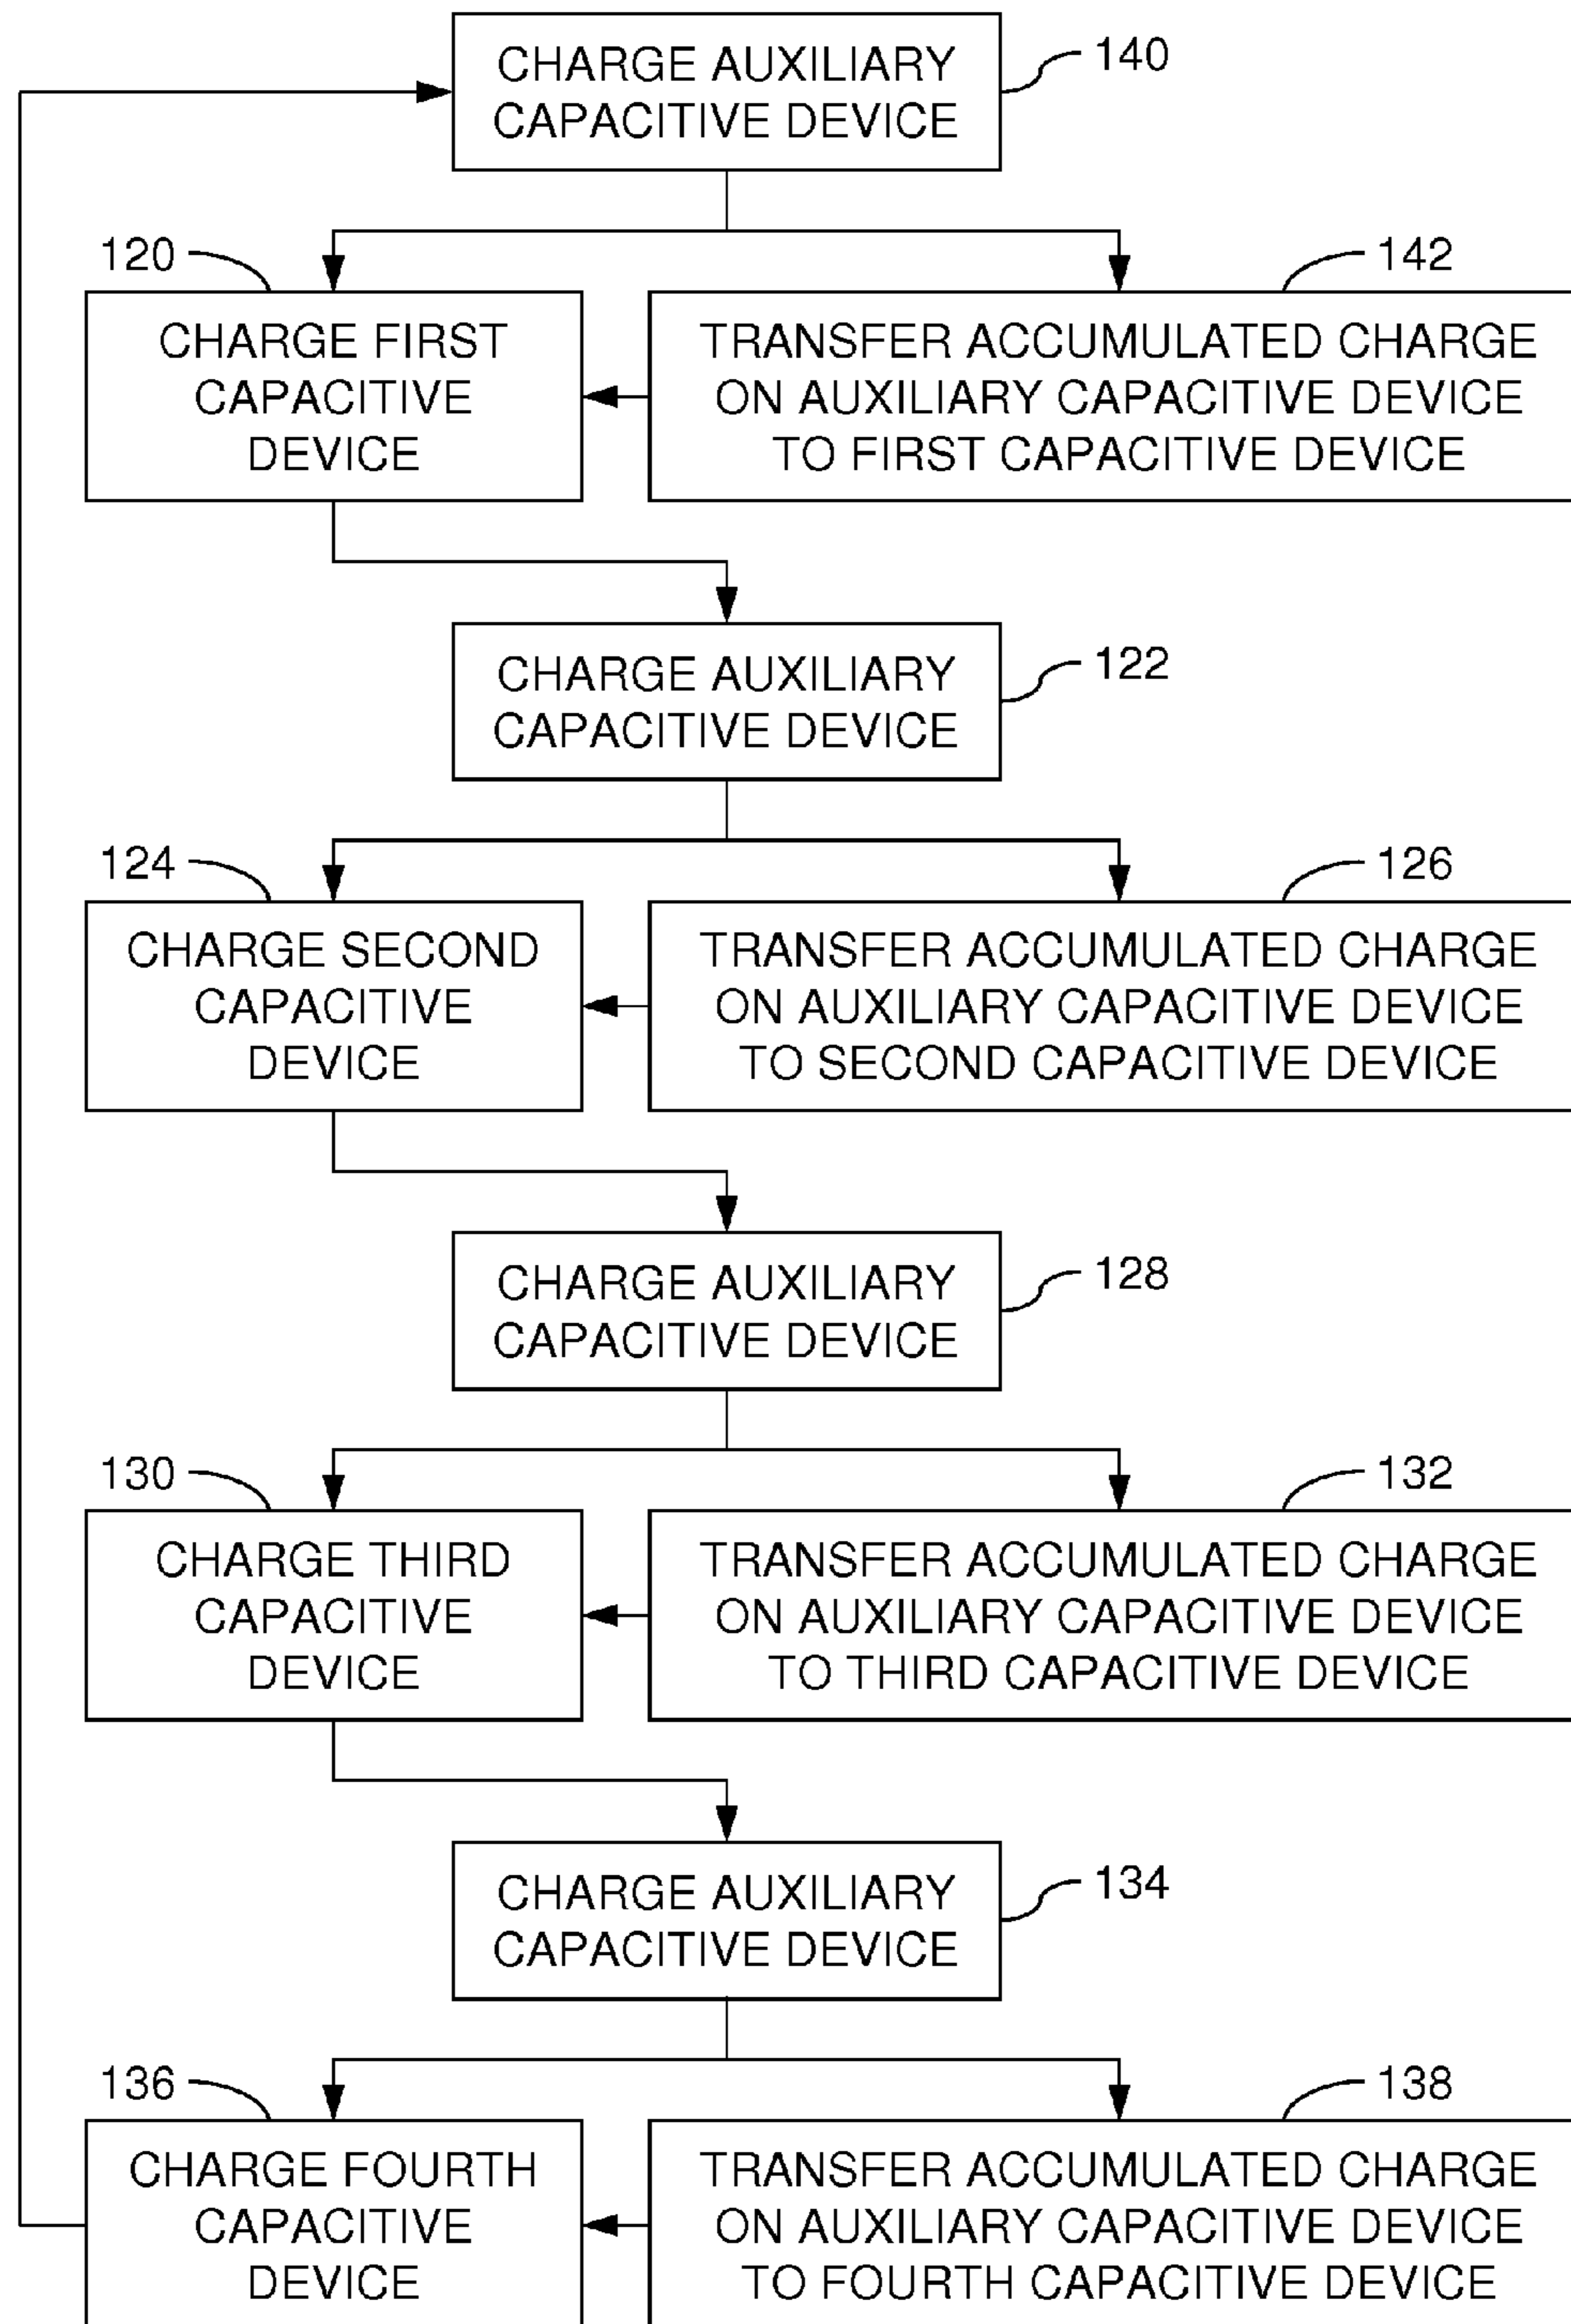 CHARGE AUXILIARY
CAPACITIVE DEVICE
140
120
142
CHARGE FIRST
CAPACITIVE
DEVICE
TRANSFER ACCUMULATED CHARGE
ON AUXILIARY CAPACITIVE DEVICE
TO FIRST CAPACITIVE DEVICE
CHARGE AUXILIARY
CAPACITIVE DEVICE
122
124
126
CHARGE SECOND
CAPACITIVE
DEVICE
TRANSFER ACCUMULATED CHARGE
ON AUXILIARY CAPACITIVE DEVICE
TO SECOND CAPACITIVE DEVICE
CHARGE AUXILIARY
CAPACITIVE DEVICE
128
130
132
CHARGE THIRD
CAPACITIVE
DEVICE
TRANSFER ACCUMULATED CHARGE
ON AUXILIARY CAPACITIVE DEVICE
TO THIRD CAPACITIVE DEVICE
CHARGE AUXILIARY
CAPACITIVE DEVICE
134
136
138
CHARGE FOURTH
CAPACITIVE
DEVICE
TRANSFER ACCUMULATED CHARGE
ON AUXILIARY CAPACITIVE DEVICE
TO FOURTH CAPACITIVE DEVICE